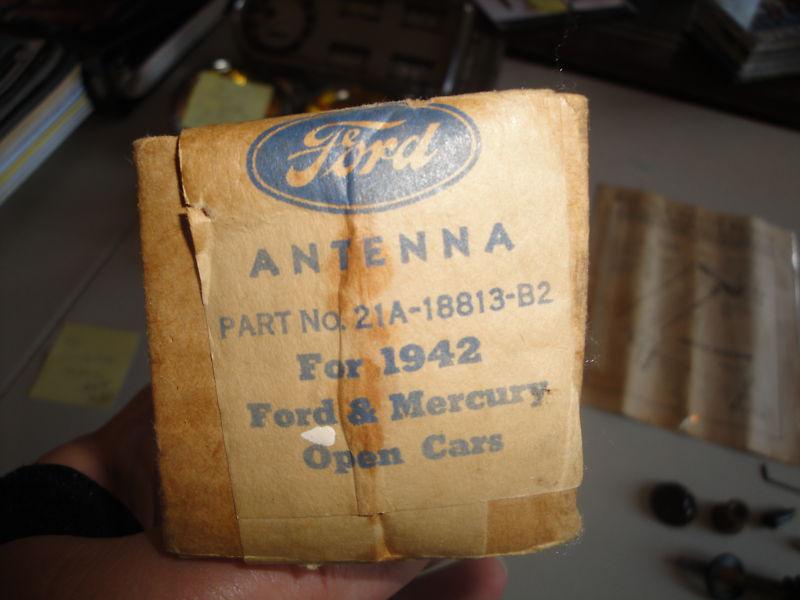 Ford
ANTENNA
PART NO. 21A-18813-B2
For 1942
Ford & Mercury
Open Cars